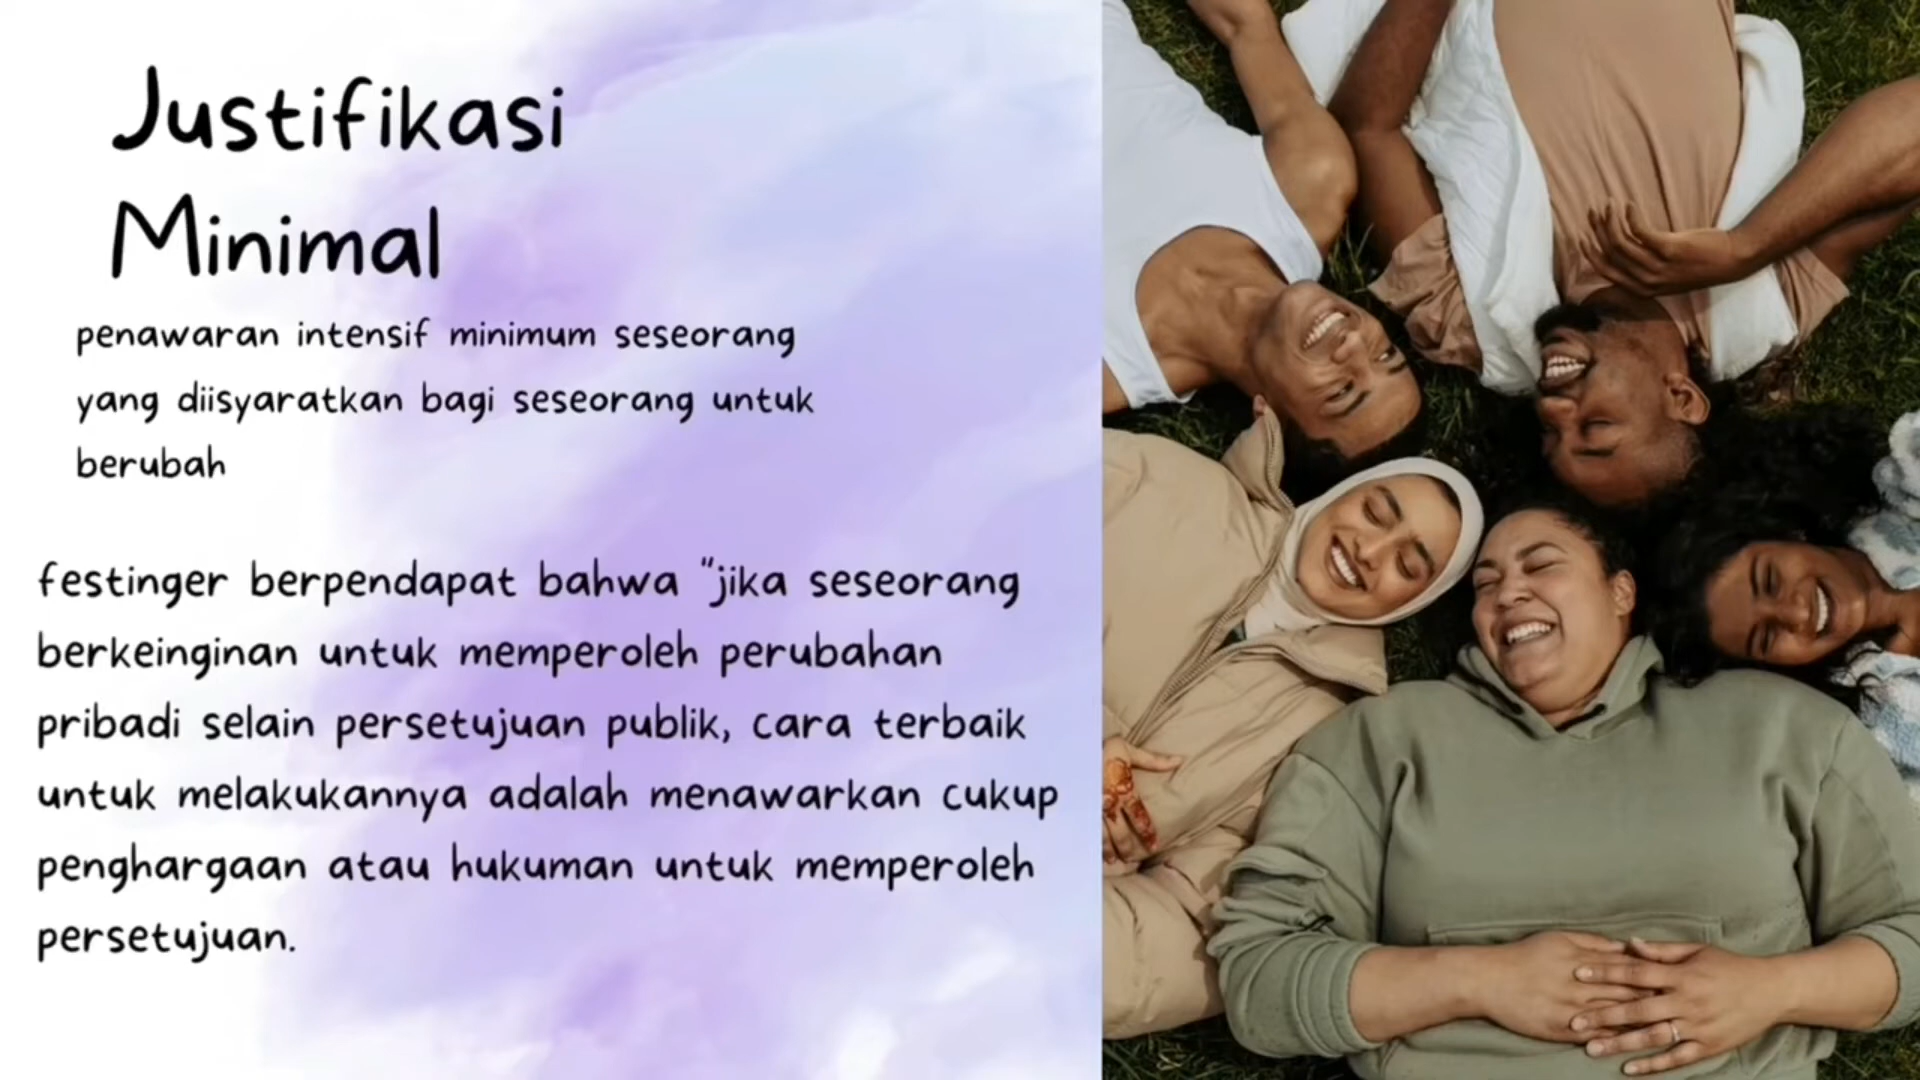 Justifikasi
Minimal
penawaran intensif minimum seseorang
yang diisyaratkan bagi seseorang untuk
berubah
festinger berpendapat bahwa "jika seseorang
berkeinginan untuk memperoleh perubahan
pribadi selain persetujuan publik, cara terbaik
untuk melakukannya adalah menawarkan cukup
penghargaan atau hukuman untuk memperoleh
persetujuan.